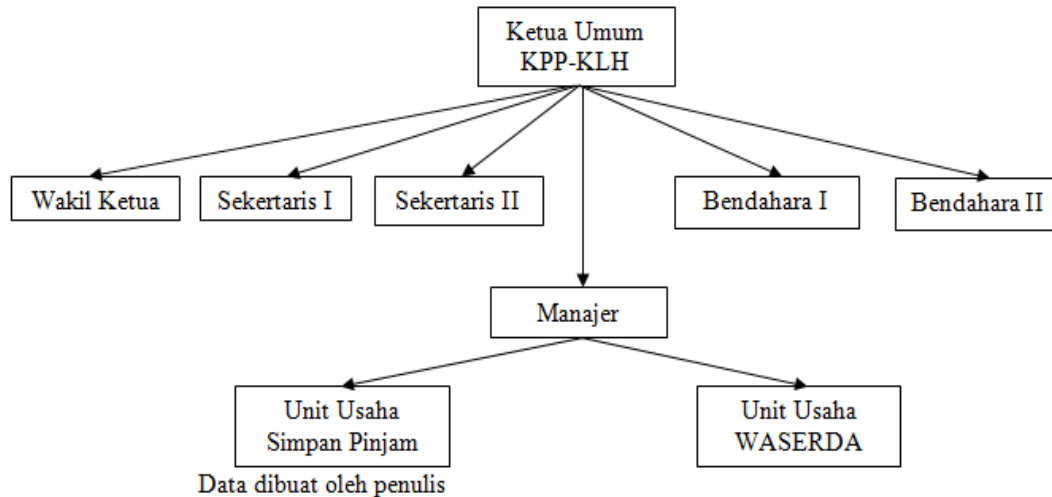 Ketua Umum
KPP-KLH
Wakil Ketua
Sekertaris I
Sekertaris II
Bendahara I
Bendahara II
Manajer
Unit Usaha
Simpan Pinjam
Unit Usaha
WASERDA
Data dibuat oleh penulis